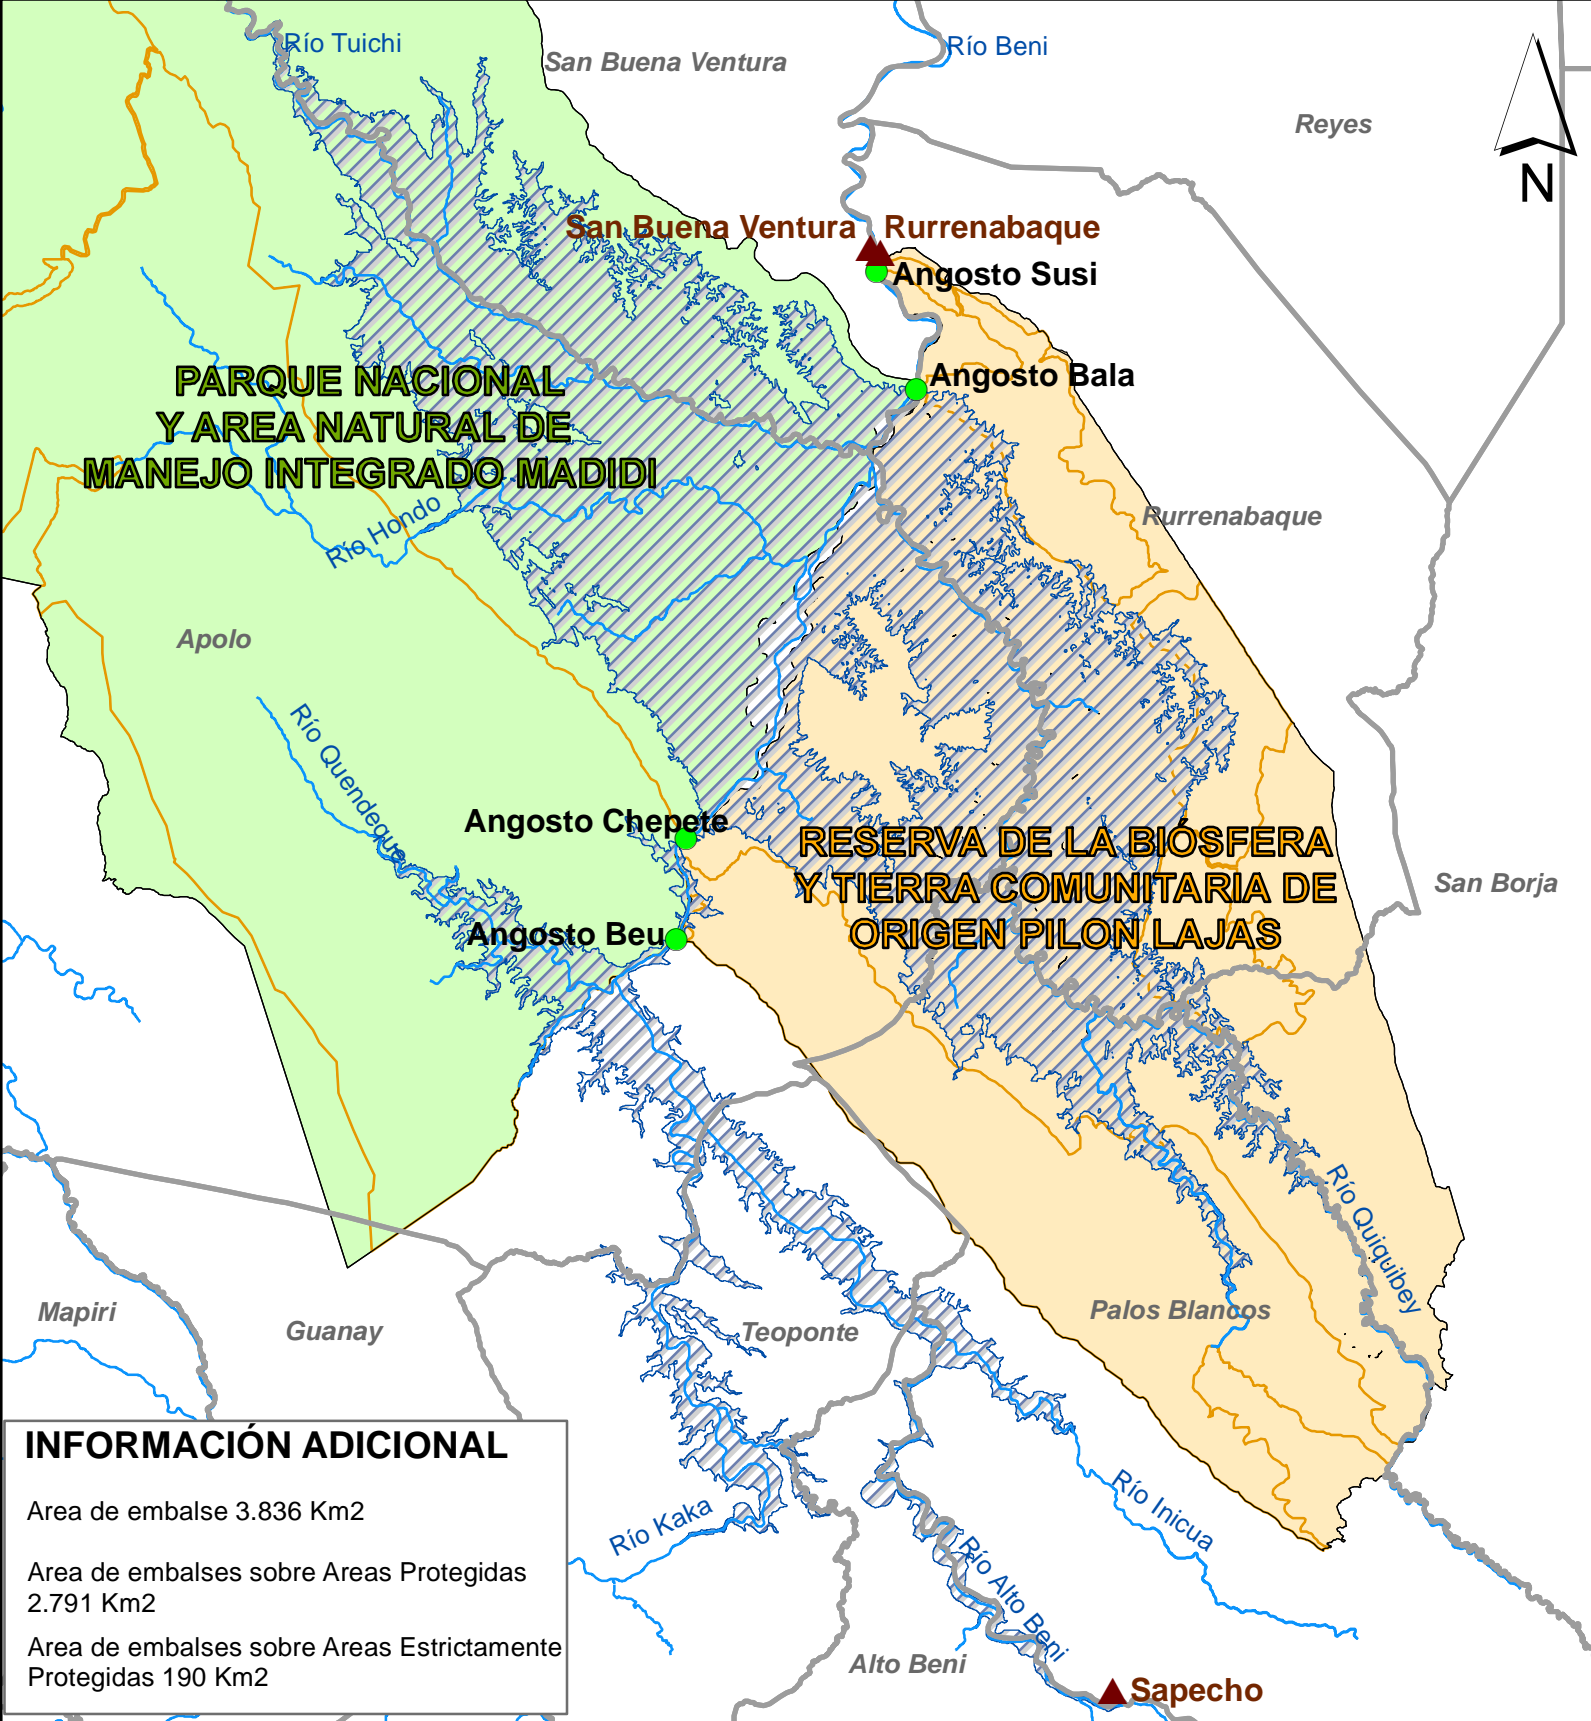 Río Tuichi
San Buena Ventura
Río Beni
Reyes
N
San Buena Ventura
Rurrenabaque
Angosto Susi
Angosto Bala
PARQUE NACIONAL
Y AREA NATURAL DE
MANEJO INTEGRADO MADIDI
Río Hondo
Rurrenabaque
Apolo
Río Quendeque
Angosto Chepete
RESERVA DE LA BIÓSFERA
Y TIERRA COMUNITARIA DE
ORIGEN PILON LAJAS
San Borja
Angosto Beu
Río Quiquibey
Mapiri
Guanay
Teoponte
Palos Blancos
INFORMACIÓN ADICIONAL
Area de embalse 3.836 Km2
Area de embalses sobre Areas Protegidas
2.791 Km2
Area de embalses sobre Areas Estrictamente
Protegidas 190 Km2
Río Kaka
Río Inicua
Río Alto Beni
Alto Beni
Sapecho